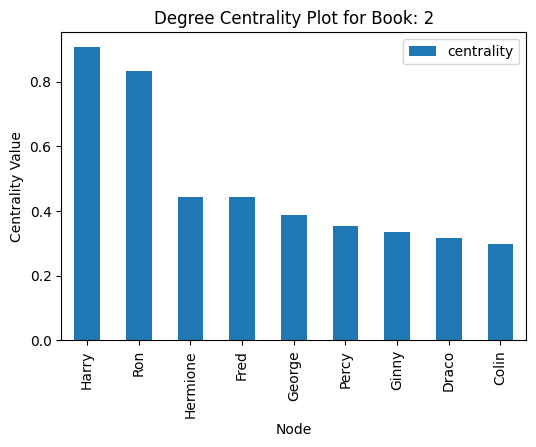 Degree Centrality Plot for Book: 2
centrality
Centrality Value
0.8
0.6
0.4
0.2
0.0
Harry
Ron
Hermione
Fred
George
Percy
Ginny
Draco
Colin
Node